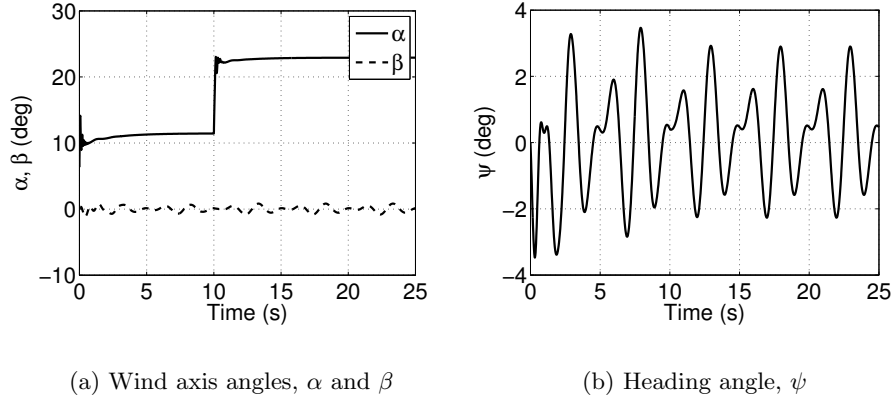 30
20
10
0
−10
α, β (deg)
0
5
10
15
20
25
Time (s)
α
β
4
2
0
−2
−4
ψ (deg)
0
5
10
15
20
25
Time (s)
(a) Wind axis angles, α and β
(b) Heading angle, ψ